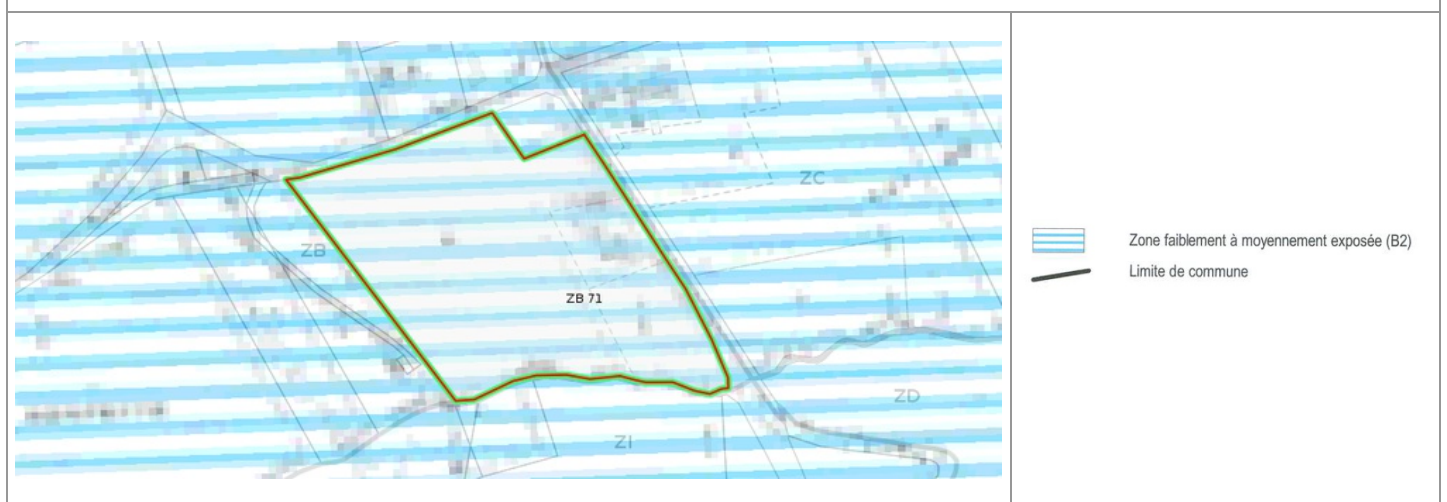 ZC
ZB
ZB 71
ZD
ZI
Zone faiblement à moyennement exposée (B2)
Limite de commune